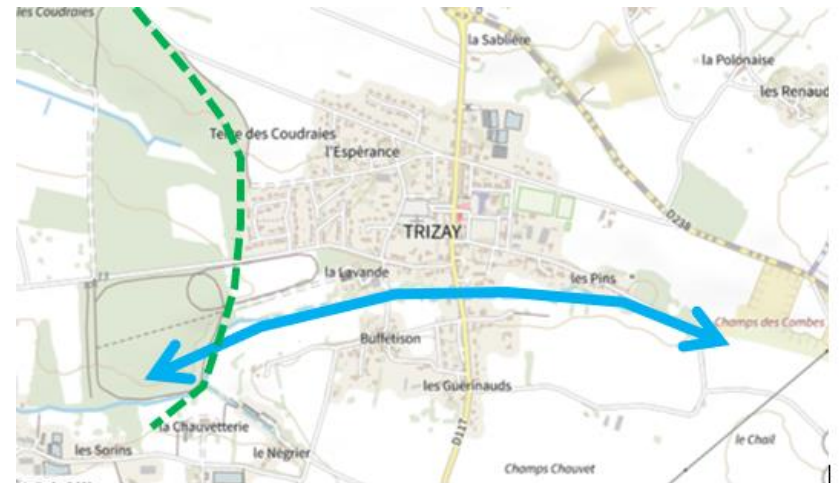 les Coudraies
la Sablière
la Polonaise
les Renaud
Terre des Coudraies
l'Espérance
D238
TRIZAY
la Lavande
les Pins
Champs des Combes
Buffetison
les Guérinauds
D117
la Chauvetterie
les Sorins
le Négrier
le Chail
Champs Chauvet